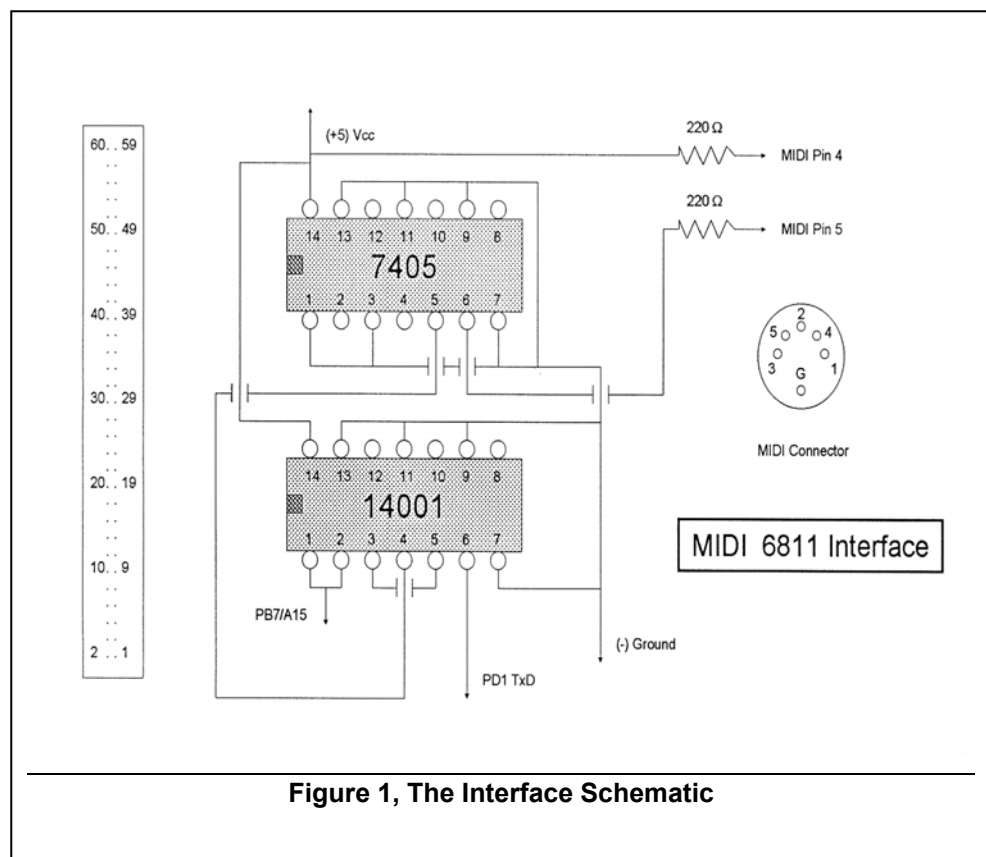 (+5) Vcc
220 Ω
MIDI Pin 4
220 Ω
MIDI Pin 5
60. . 59
. .
. .
. .
. .
50. . 49
. .
. .
. .
. .
40. . 39
. .
. .
. .
. .
30. . 29
. .
. .
. .
. .
20. . 19
. .
. .
. .
. .
10. . 9
. .
. .
. .
. .
2 . . 1
14 13 12 11 10 9 8
7405
1 2 3 4 5 6 7
14 13 12 11 10 9 8
14001
1 2 3 4 5 6 7
PB7/A15
PD1 TxD
(-) Ground
2
5 4
3 1
G
MIDI Connector
MIDI 6811 Interface
Figure 1, The Interface Schematic